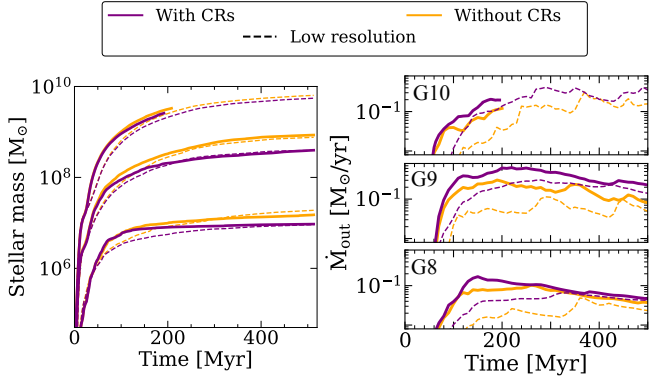 With CRs Without CRs
Low resolution
Stellar mass [M⊙]
10^10
10^8
10^6
0 200 400
Time [Myr]
Ṁout [M⊙/yr]
G10
10^−1
G9
10^−1
G8
10^−1
0 200 400
Time [Myr]